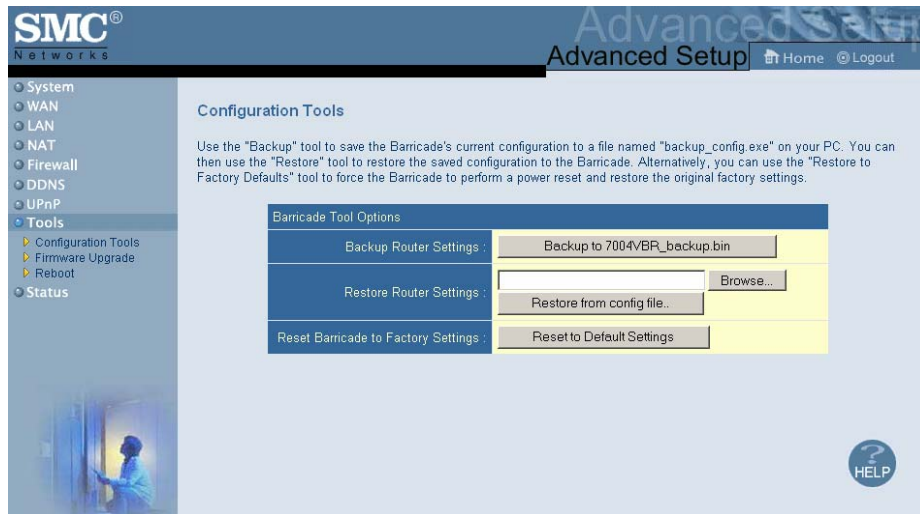 SMC®
Networks
Advanced Setup
Advanced Setup
Home
Logout
System
WAN
LAN
NAT
Firewall
DDNS
UPnP
Tools
Configuration Tools
Firmware Upgrade
Reboot
Status
Configuration Tools
Use the "Backup" tool to save the Barricade's current configuration to a file named "backup_config.exe" on your PC. You can
then use the "Restore" tool to restore the saved configuration to the Barricade. Alternatively, you can use the "Restore to
Factory Defaults" tool to force the Barricade to perform a power reset and restore the original factory settings.
Barricade Tool Options
Backup Router Settings :
Backup to 7004VBR_backup.bin
Restore Router Settings :
Browse...
Restore from config file..
Reset Barricade to Factory Settings :
Reset to Default Settings
?
HELP